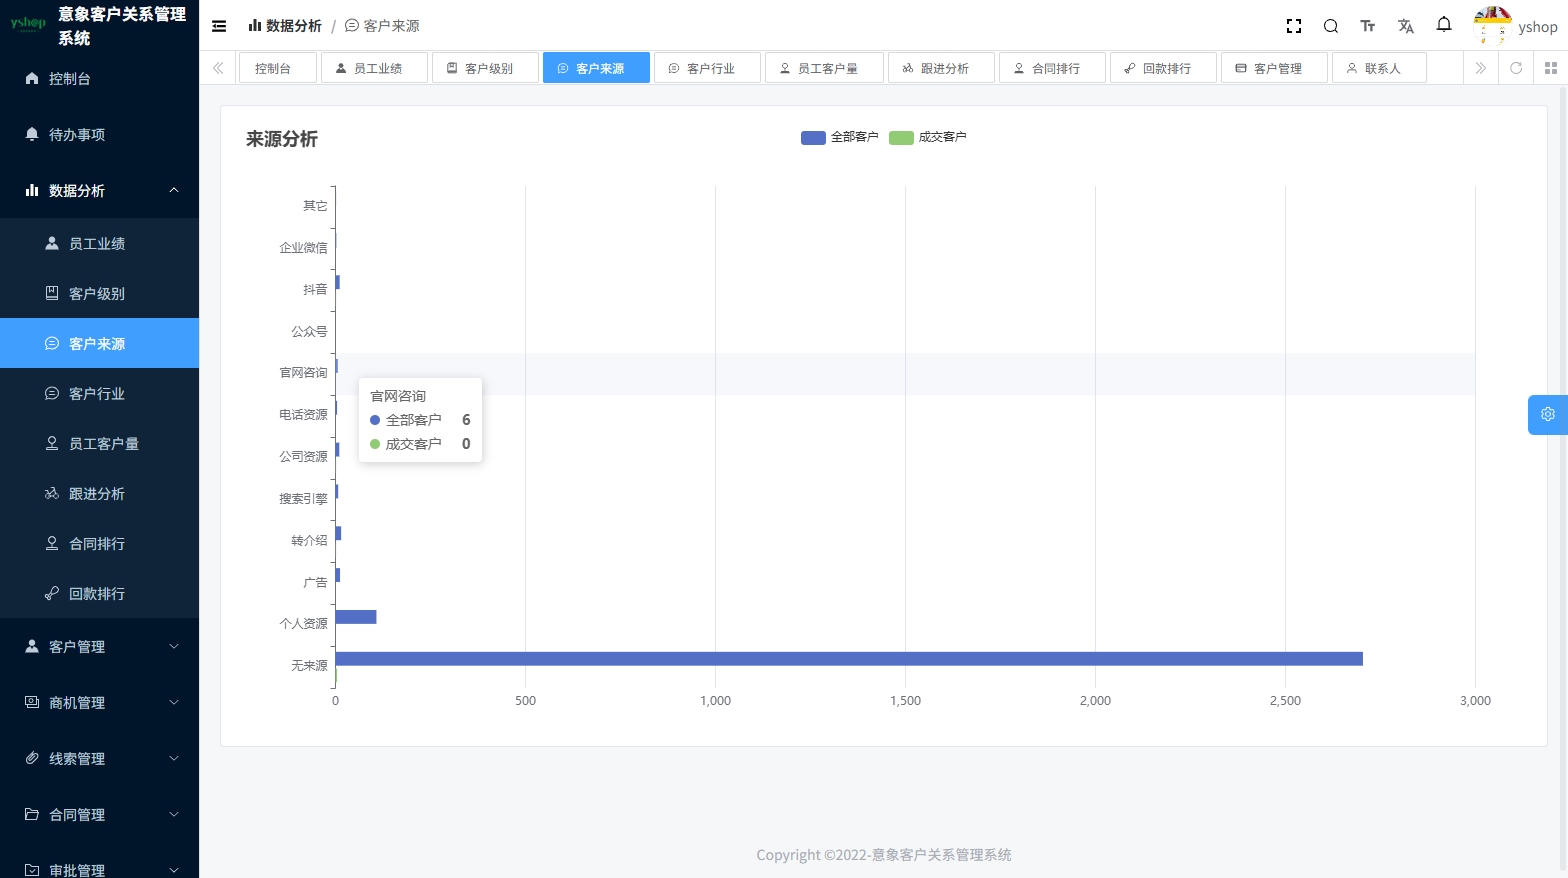 yshop
意象客户关系管理
系统
控制台
待办事项
数据分析
员工业绩
客户级别
客户来源
客户行业
员工客户量
跟进分析
合同排行
回款排行
客户管理
商机管理
线索管理
合同管理
审批管理
数据分析 / 客户来源
yshop
控制台 员工业绩 客户级别 客户来源 客户行业 员工客户量 跟进分析 合同排行 回款排行 客户管理 联系人
来源分析
全部客户 成交客户
其它
企业微信
抖音
公众号
官网咨询
电话资源
公司资源
搜索引擎
转介绍
广告
个人资源
无来源
官网咨询
全部客户 6
成交客户 0
0 500 1,000 1,500 2,000 2,500 3,000
Copyright ©2022-意象客户关系管理系统